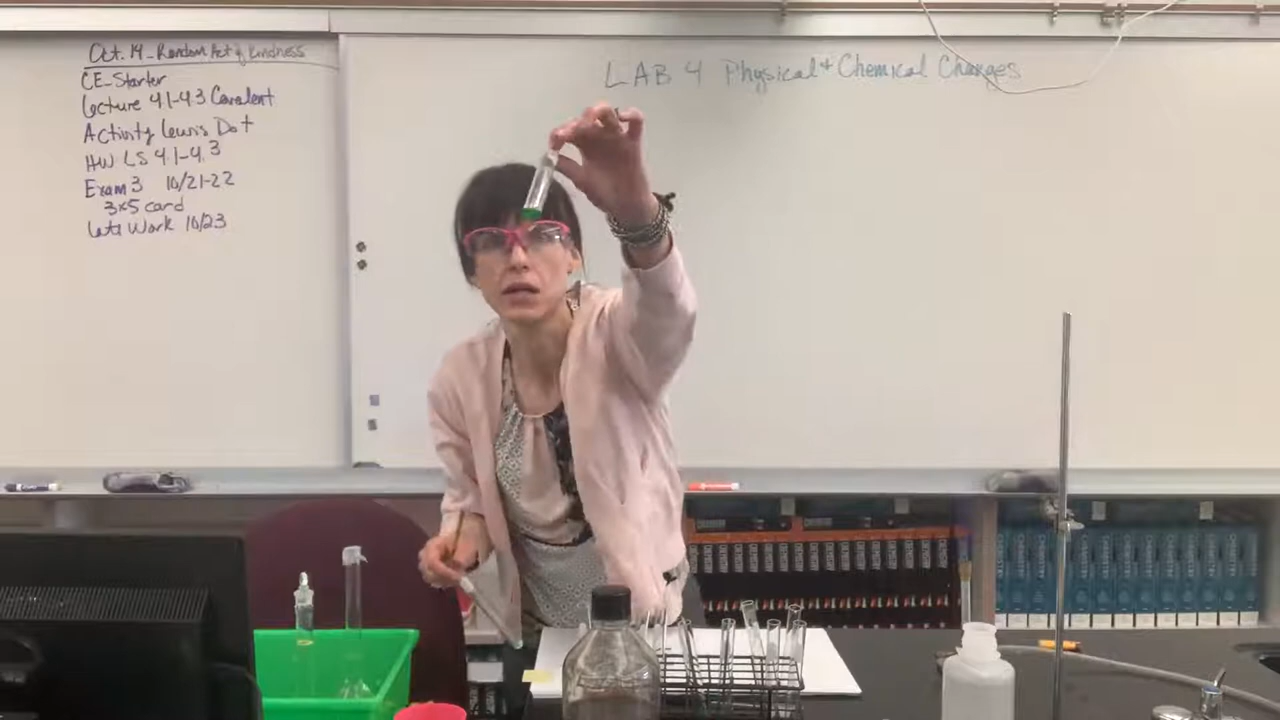 Oct. 14 - Random Act of Kindness
CE-Starter
Lecture 4.1-4.3 Covalent
Activity Lewis Dot
HW LS 4.1-4.3
Exam 3 10/21-22
3x5 card
Late Work 10/23
LAB 4 Physical + Chemical Changes